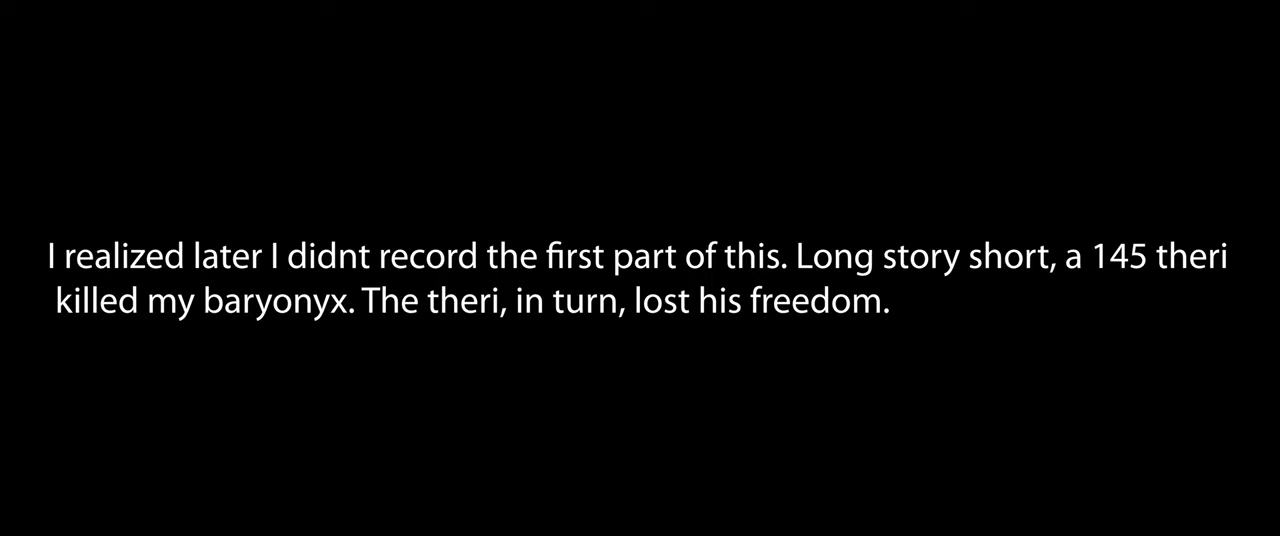 I realized later I didnt record the first part of this. Long story short, a 145 theri
killed my baryonyx. The theri, in turn, lost his freedom.